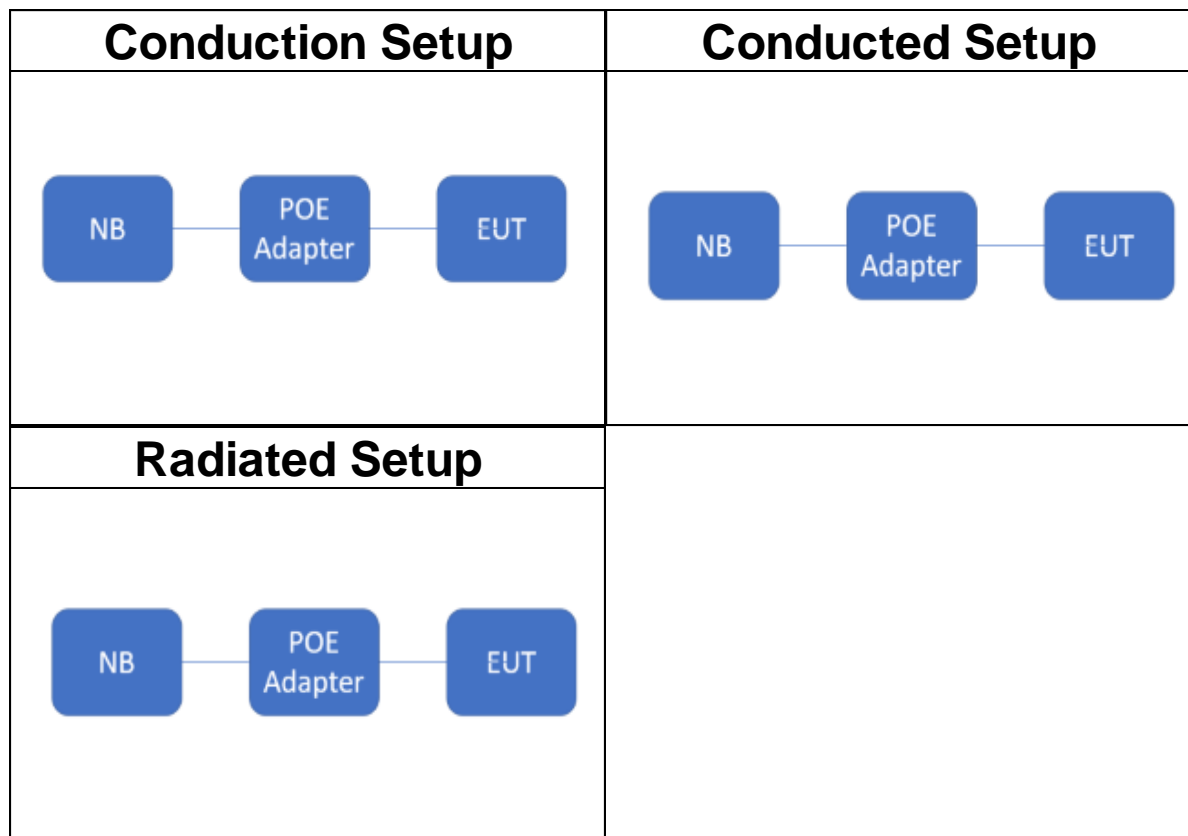 Conduction Setup
Conducted Setup
NB
POE
Adapter
EUT
NB
POE
Adapter
EUT
Radiated Setup
NB
POE
Adapter
EUT